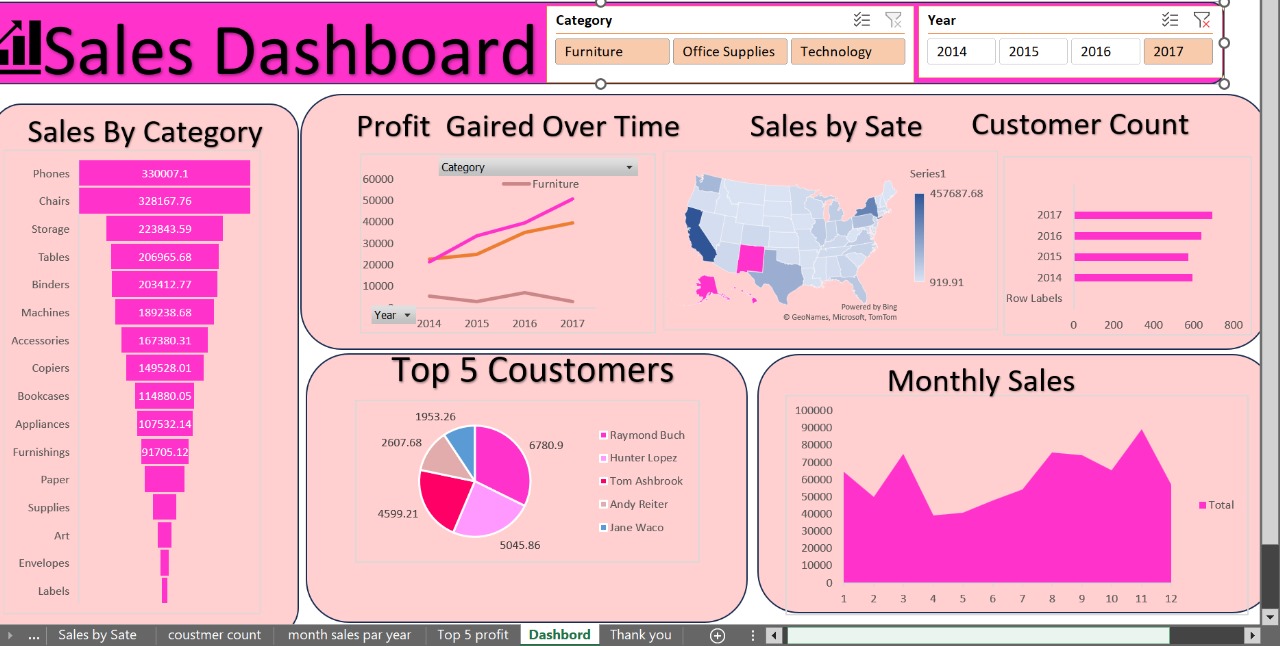 Sales Dashboard
Category
Furniture
Office Supplies
Technology
Year
2014
2015
2016
2017
Sales By Category
Phones 330007.1
Chairs 328167.76
Storage 223843.59
Tables 206965.68
Binders 203412.77
Machines 189238.68
Accessories 167380.31
Copiers 149528.01
Bookcases 114880.05
Appliances 107532.14
Furnishings 91705.12
Paper
Supplies
Art
Envelopes
Labels
Profit Gaired Over Time
Category
Furniture
60000
50000
40000
30000
20000
10000
Year
2014 2015 2016 2017
Sales by Sate
Series1
457687.68
919.91
Powered by Bing
© GeoNames, Microsoft, TomTom
Customer Count
2017
2016
2015
2014
Row Labels
0 200 400 600 800
Top 5 Coustomers
1953.26
2607.68
6780.9
4599.21
5045.86
Raymond Buch
Hunter Lopez
Tom Ashbrook
Andy Reiter
Jane Waco
Monthly Sales
100000
90000
80000
70000
60000
50000
40000
30000
20000
10000
0
1 2 3 4 5 6 7 8 9 10 11 12
Total
... Sales by Sate coustmer count month sales par year Top 5 profit Dashbord Thank you